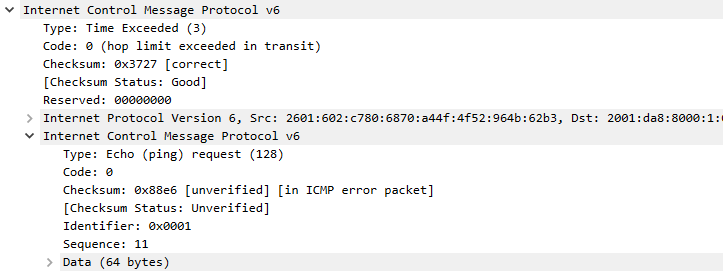 Internet Control Message Protocol v6
Type: Time Exceeded (3)
Code: 0 (hop limit exceeded in transit)
Checksum: 0x3727 [correct]
[Checksum Status: Good]
Reserved: 00000000
Internet Protocol Version 6, Src: 2601:602:c780:6870:a44f:4f52:964b:62b3, Dst: 2001:da8:8000:1:
Internet Control Message Protocol v6
Type: Echo (ping) request (128)
Code: 0
Checksum: 0x88e6 [unverified] [in ICMP error packet]
[Checksum Status: Unverified]
Identifier: 0x0001
Sequence: 11
Data (64 bytes)